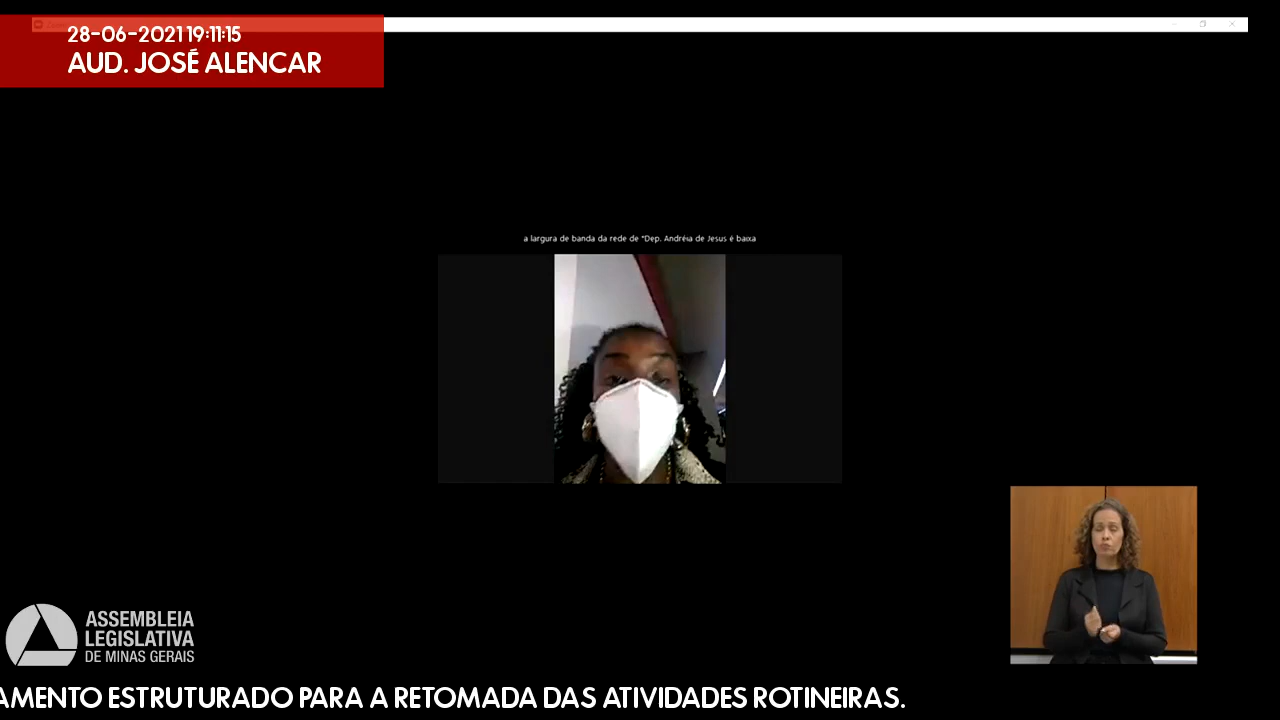 28-06-2021 19:11:15
AUD. JOSÉ ALENCAR
a largura de banda da rede de "Dep. Andréia de Jesus é baixa
ASSEMBLEIA
LEGISLATIVA
DE MINAS GERAIS
AMENTO ESTRUTURADO PARA A RETOMADA DAS ATIVIDADES ROTINEIRAS.